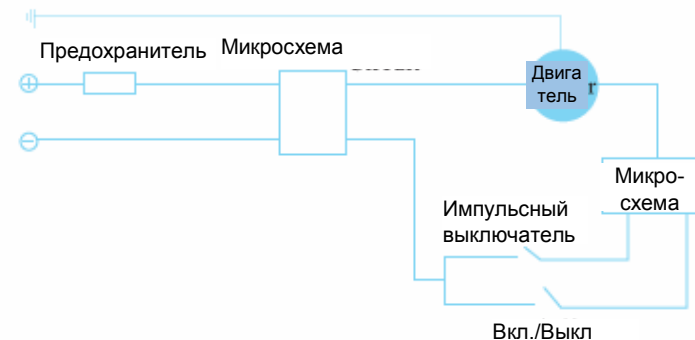 Предохранитель
Микросхема
Двига
тель
r
Микро-
схема
Импульсный
выключатель
Вкл./Выкл